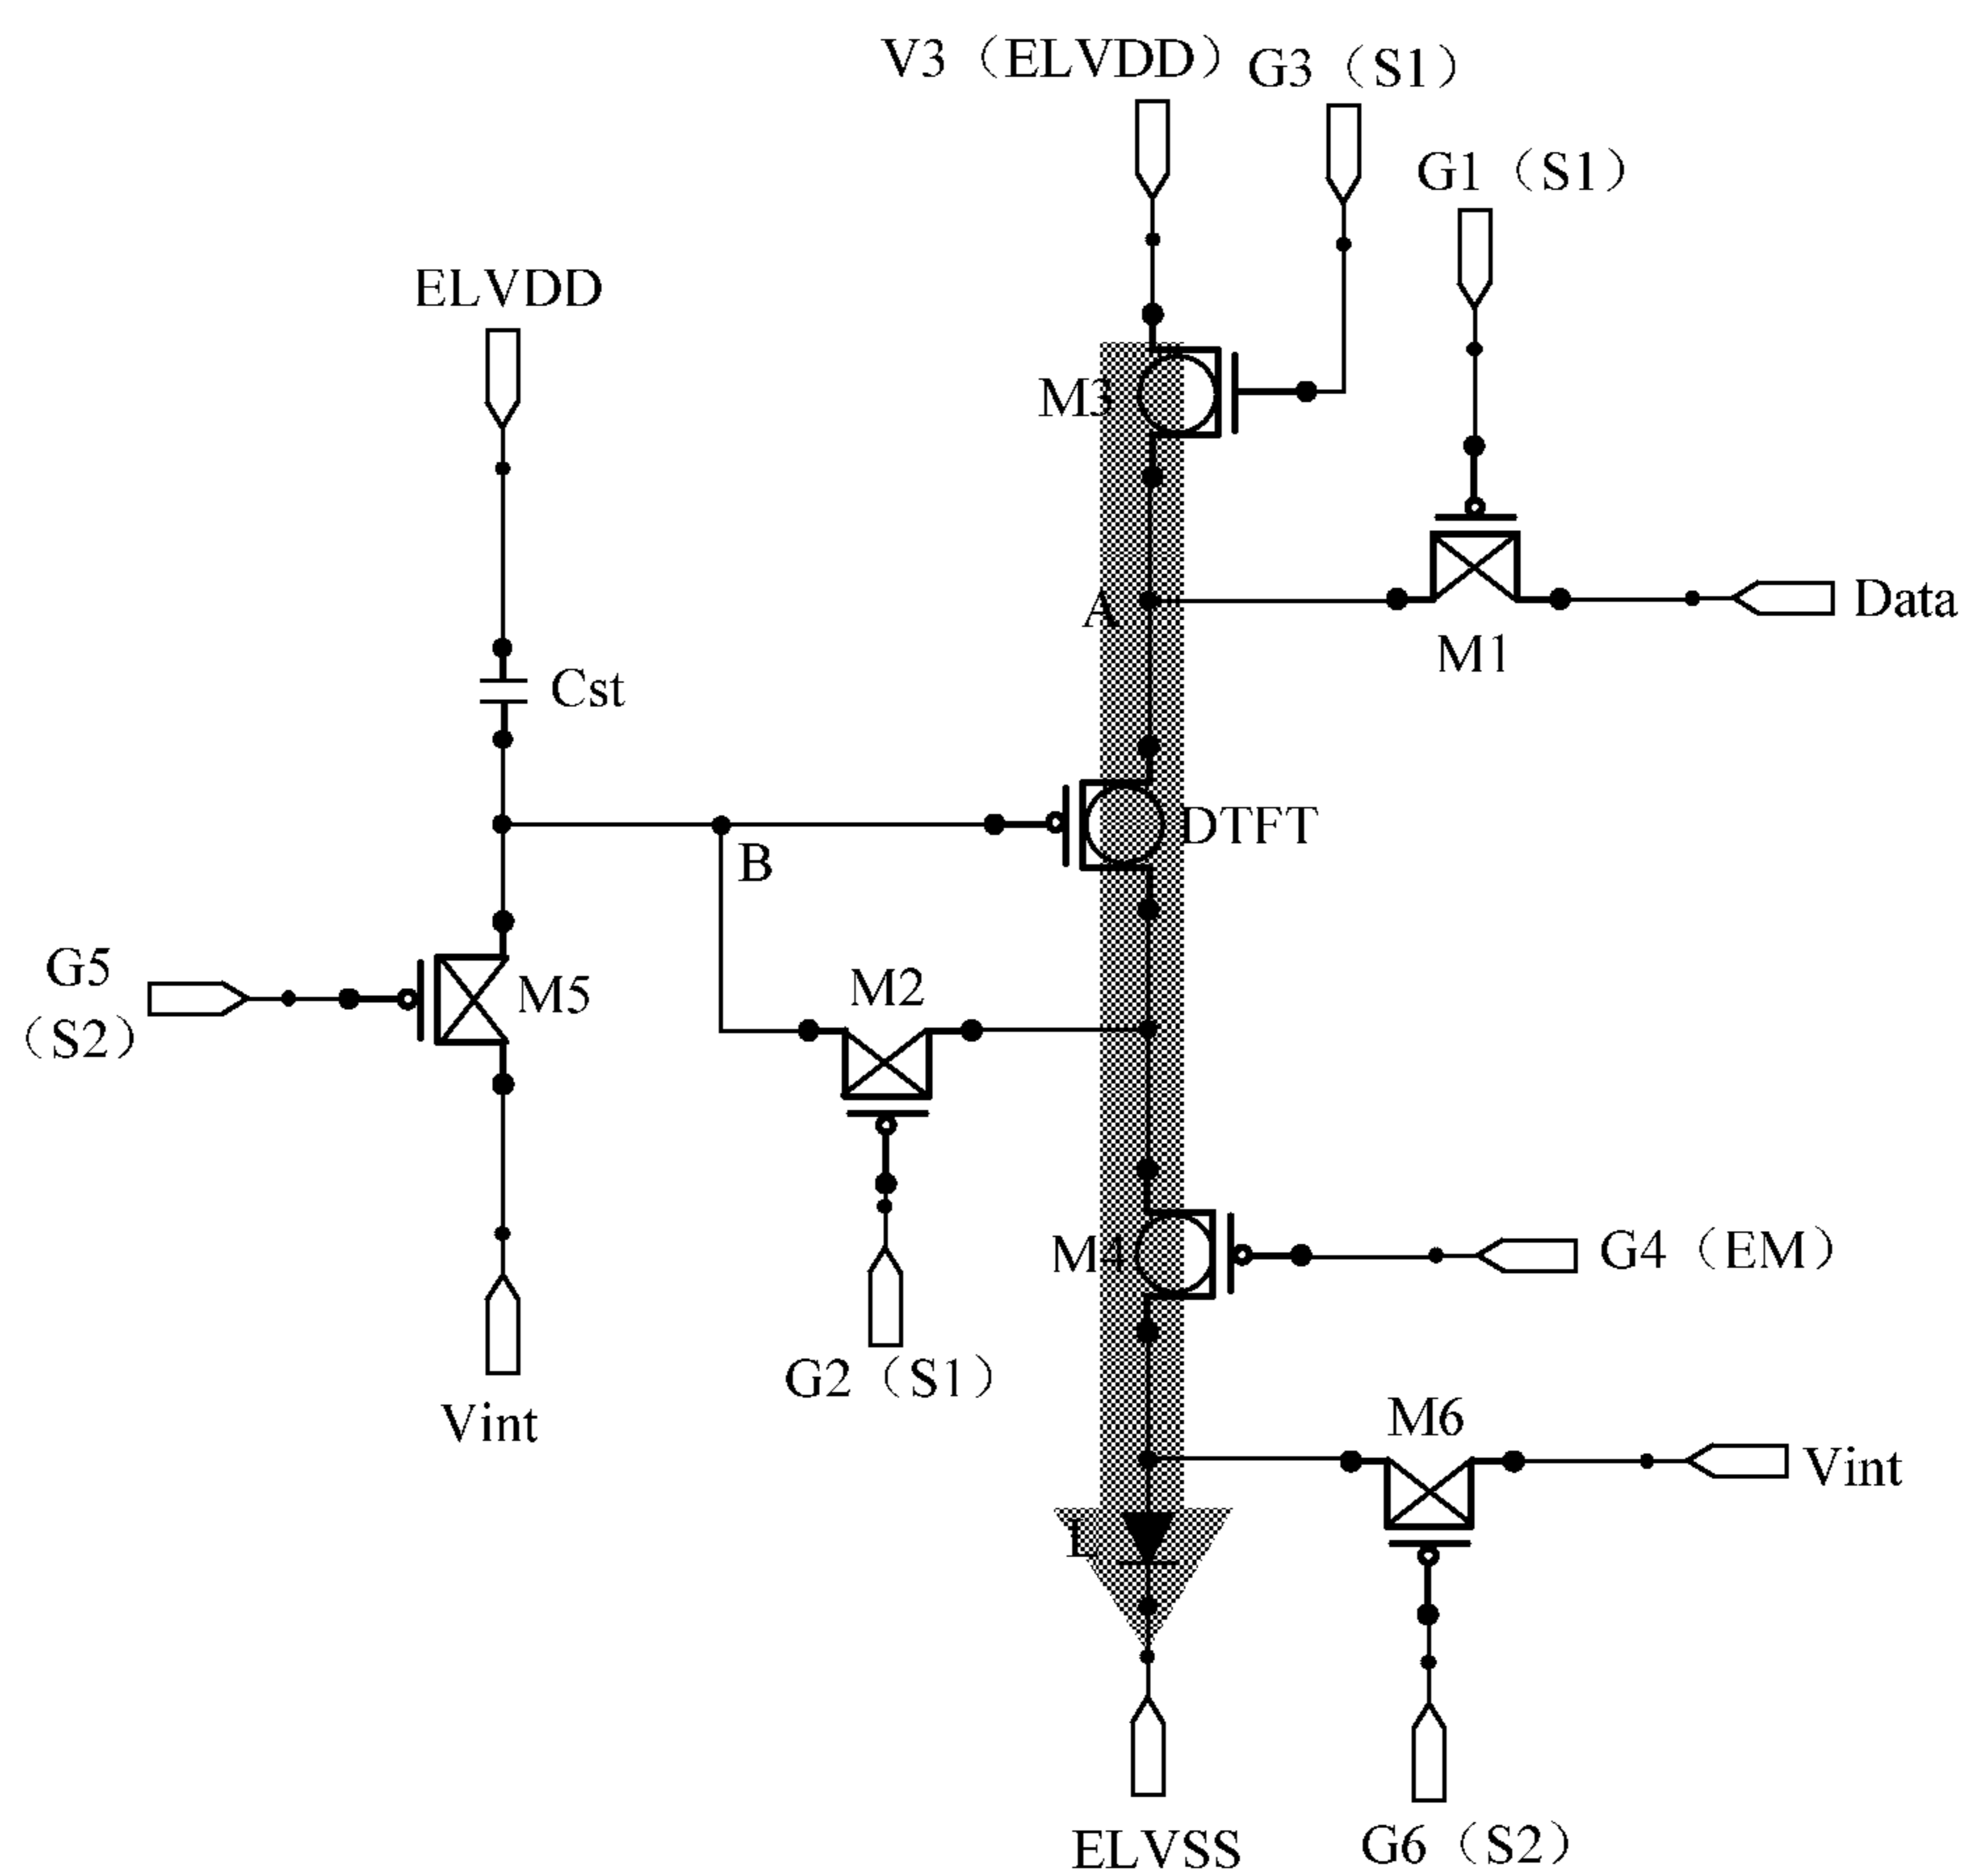 V3（ELVDD）
G3（S1）
G1（S1）
ELVDD
M3
A
Data
M1
Cst
DTFT
B
G5
（S2）
M5
M2
M4
G4（EM）
G2（S1）
M6
Vint
Vint
L
ELVSS
G6（S2）